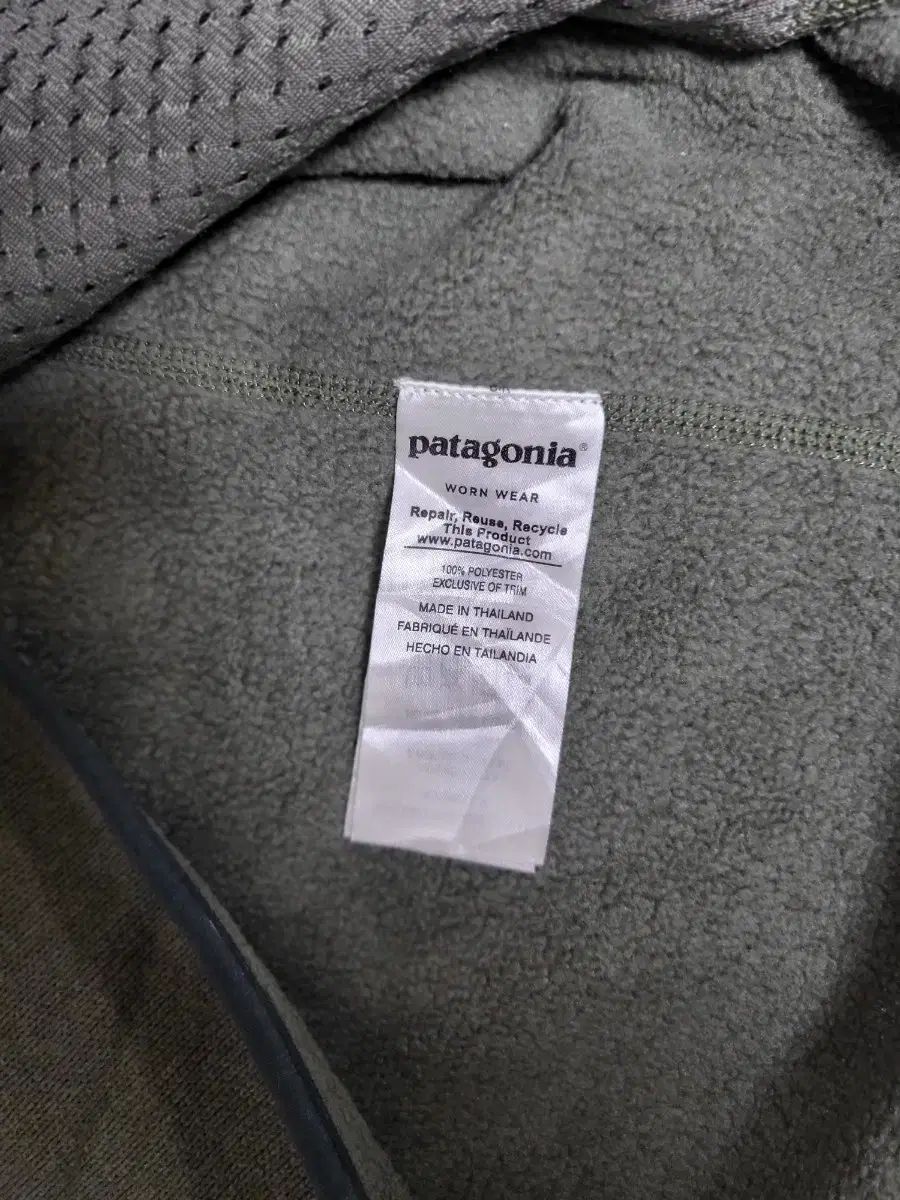 patagonia®
WORN WEAR
Repair, Reuse, Recycle
This Product
www.patagonia.com
100% POLYESTER
EXCLUSIVE OF TRIM
MADE IN THAILAND
FABRIQUÉ EN THAÏLANDE
HECHO EN TAILANDIA